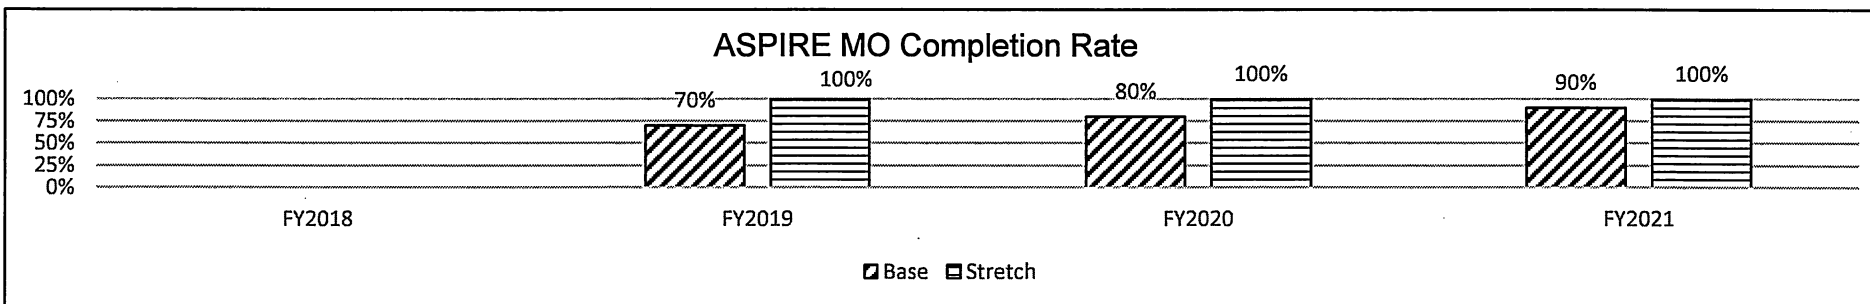 ASPIRE MO Completion Rate
70% 100% 80% 100% 90% 100%
100%
75%
50%
25%
0%
FY2018 FY2019 FY2020 FY2021
Base Stretch